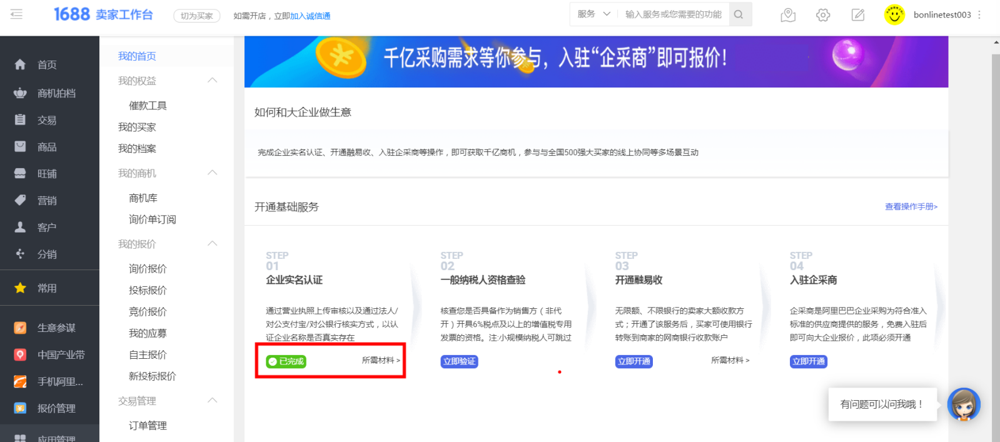 1688 卖家工作台
切为买家
如需开店，立即加入诚信通
服务
输入服务或您需要的功能
bonlinetest003
首页
商机拍档
交易
商品
旺铺
营销
客户
分销
常用
生意参谋
中国产业带
手机阿里...
报价管理
应用管理
我的首页
我的权益
催款工具
我的买家
我的档案
我的商机
商机库
询价单订阅
我的报价
询价报价
投标报价
竞价报价
我的应募
自主报价
新投标报价
交易管理
订单管理
千亿采购需求等你参与，入驻“企采商”即可报价！
如何和大企业做生意
完成企业实名认证、开通融易收、入驻企采商等操作，即可获取千亿商机，参与与全国500强大买家的线上协同等多场景互动
开通基础服务
查看操作手册>
STEP
01
企业实名认证
通过营业执照上传审核以及通过法人/
对公支付宝/对公银行核实方式，以认
证企业名称是否真实存在
已完成
所需材料 >
STEP
02
一般纳税人资格查验
核查您是否具备作为销售方（非代
开）开具6%税点及以上的增值税专用
发票的资格。注:小规模纳税人可跳过
立即验证
STEP
03
开通融易收
无限额、不限银行的卖家大额收款方
式；开通了该服务后，买家可使用银行
转账到商家的网商银行收款账户
立即开通
所需材料 >
STEP
04
入驻企采商
企采商是阿里巴巴企业采购为符合准入
标准的供应商提供的服务，免费入驻后
即可向大企业报价，此项必须开通
立即开通
有问题可以问我哦！